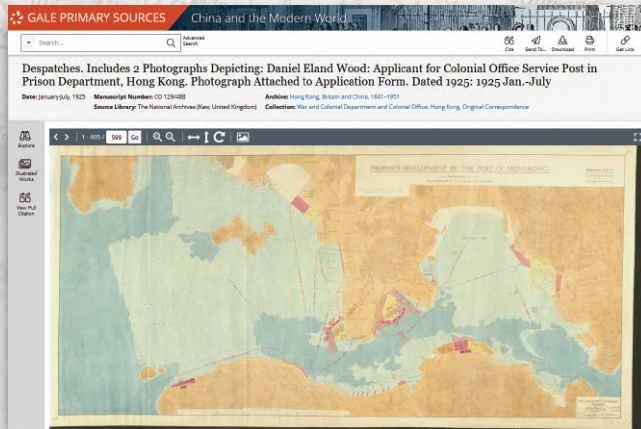 GALE PRIMARY SOURCES China and the Modern World
Search... Advanced Search Cite Send To... Download Print Get Link
Despatches. Includes 2 Photographs Depicting: Daniel Eland Wood: Applicant for Colonial Office Service Post in
Prison Department, Hong Kong. Photograph Attached to Application Form. Dated 1925: 1925 Jan.-July
Date: January-July, 1925 Manuscript Number: CO 129/488 Archive: Hong Kong, Britain and China, 1841–1951
Source Library: The National Archives (Kew, United Kingdom) Collection: War and Colonial Department and Colonial Office: Hong Kong, Original Correspondence
Explore
Illustrated Works
View Full Citation
1 - 695 / 599 Go
PROPOSED DEVELOPMENT OF THE PORT OF HONGKONG.